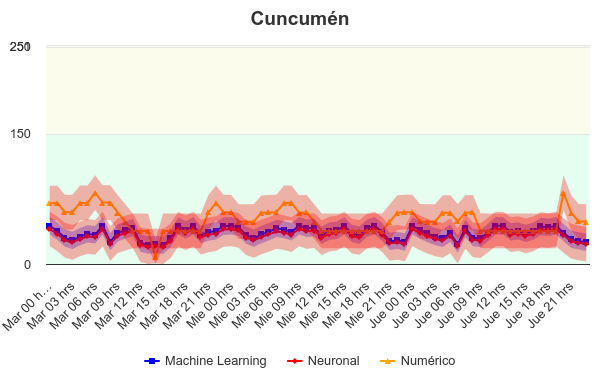 Cuncumén
250
150
0
Mar 00 h...
Mar 03 hrs
Mar 06 hrs
Mar 09 hrs
Mar 12 hrs
Mar 15 hrs
Mar 18 hrs
Mar 21 hrs
Mie 00 hrs
Mie 03 hrs
Mie 06 hrs
Mie 09 hrs
Mie 12 hrs
Mie 15 hrs
Mie 18 hrs
Mie 21 hrs
Jue 00 hrs
Jue 03 hrs
Jue 06 hrs
Jue 09 hrs
Jue 12 hrs
Jue 15 hrs
Jue 18 hrs
Jue 21 hrs
Machine Learning Neuronal Numérico